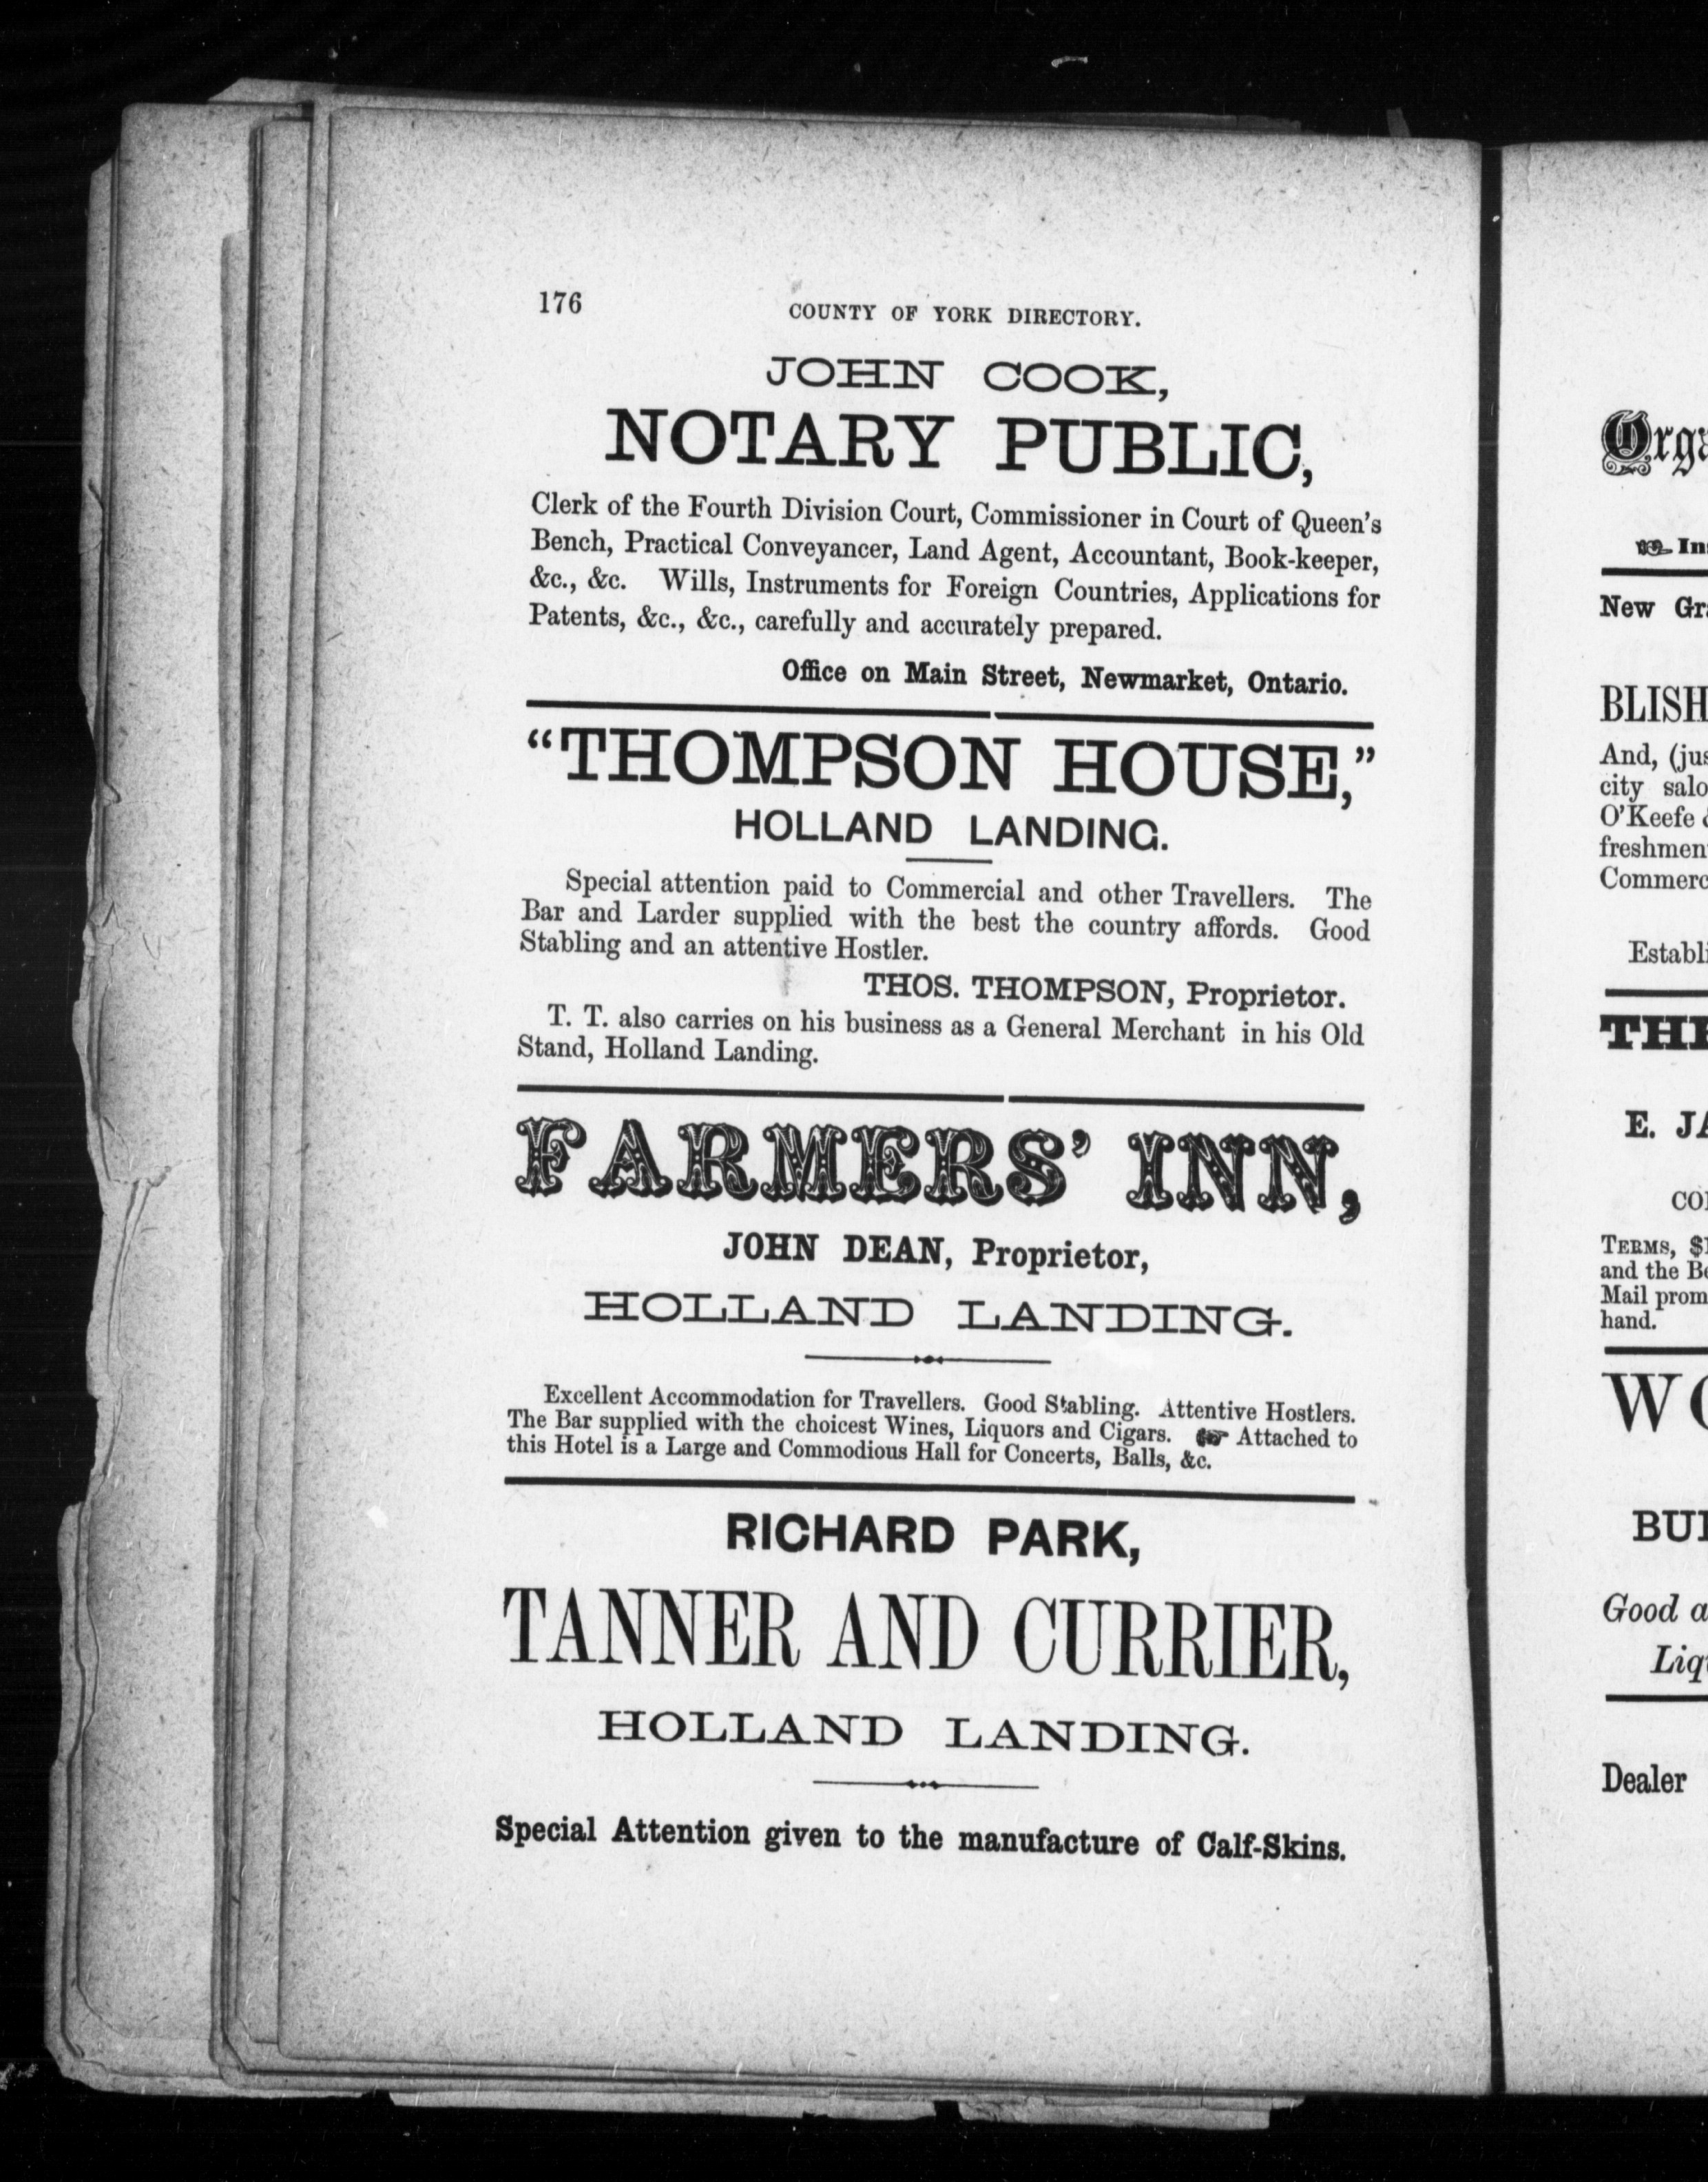 176
COUNTY OF YORK DIRECTORY.
JOHN COOK,
NOTARY PUBLIC,
Clerk of the Fourth Division Court, Commissioner in Court of Queen's
Bench, Practical Conveyancer, Land Agent, Accountant, Book-keeper,
&c., &c. Wills, Instruments for Foreign Countries, Applications for
Patents, &c., &c., carefully and accurately prepared.
Office on Main Street, Newmarket, Ontario.
"THOMPSON HOUSE,"
HOLLAND LANDING.
Special attention paid to Commercial and other Travellers. The
Bar and Larder supplied with the best the country affords. Good
Stabling and an attentive Hostler.
THOS. THOMPSON, Proprietor.
T. T. also carries on his business as a General Merchant in his Old
Stand, Holland Landing.
FARMERS' INN,
JOHN DEAN, Proprietor,
HOLLAND LANDING.
Excellent Accommodation for Travellers. Good Stabling. Attentive Hostlers.
The Bar supplied with the choicest Wines, Liquors and Cigars. ☞ Attached to
this Hotel is a Large and Commodious Hall for Concerts, Balls, &c.
RICHARD PARK,
TANNER AND CURRIER,
HOLLAND LANDING.
Special Attention given to the manufacture of Calf-Skins.
New
BLISH
And, (jus
city salo
O'Keefe
freshmen
Commerc
Establi
THE
E. JA
TERMS,
and the
Mail prom
hand.
WO
Good
Dealer